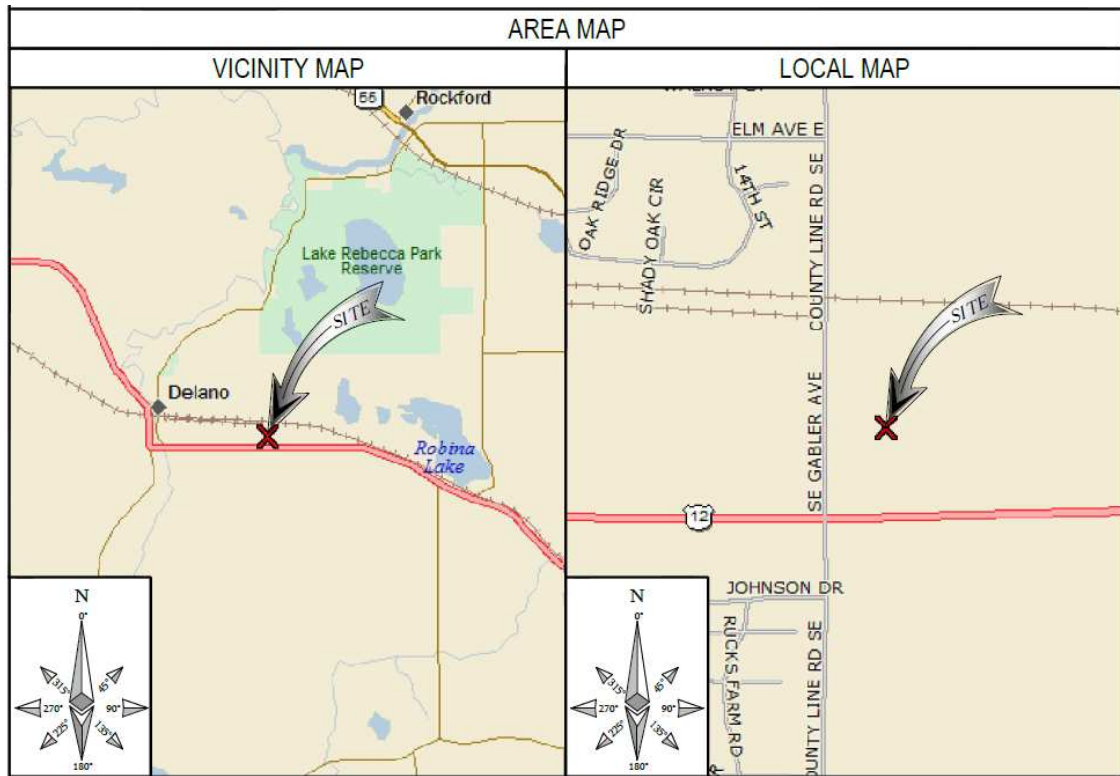 AREA MAP
VICINITY MAP
LOCAL MAP
55
Rockford
Lake Rebecca Park
Reserve
SITE
Delano
Robina
Lake
N
0°
315°
45°
270°
90°
225°
135°
180°
ELM AVE E
OAK RIDGE DR
SHADY OAK CIR
14TH ST
COUNTY LINE RD SE
SITE
SE GABLER AVE
12
JOHNSON DR
RUCKS FARM RD
OUNTY LINE RD SE
N
0°
315°
45°
270°
90°
225°
135°
180°